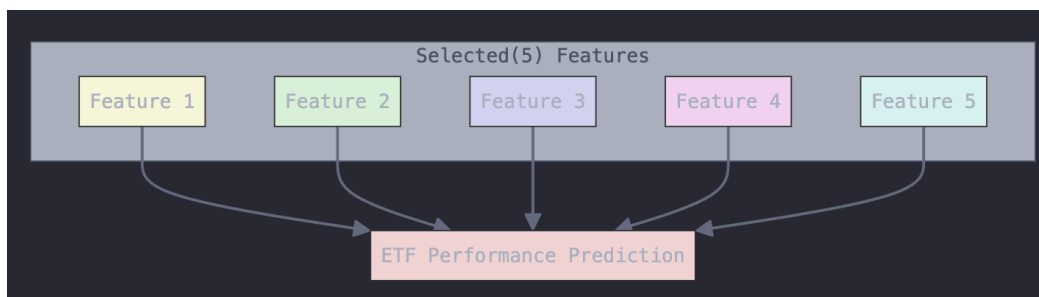 Selected(5) Features
Feature 1 Feature 2 Feature 3 Feature 4 Feature 5
ETF Performance Prediction